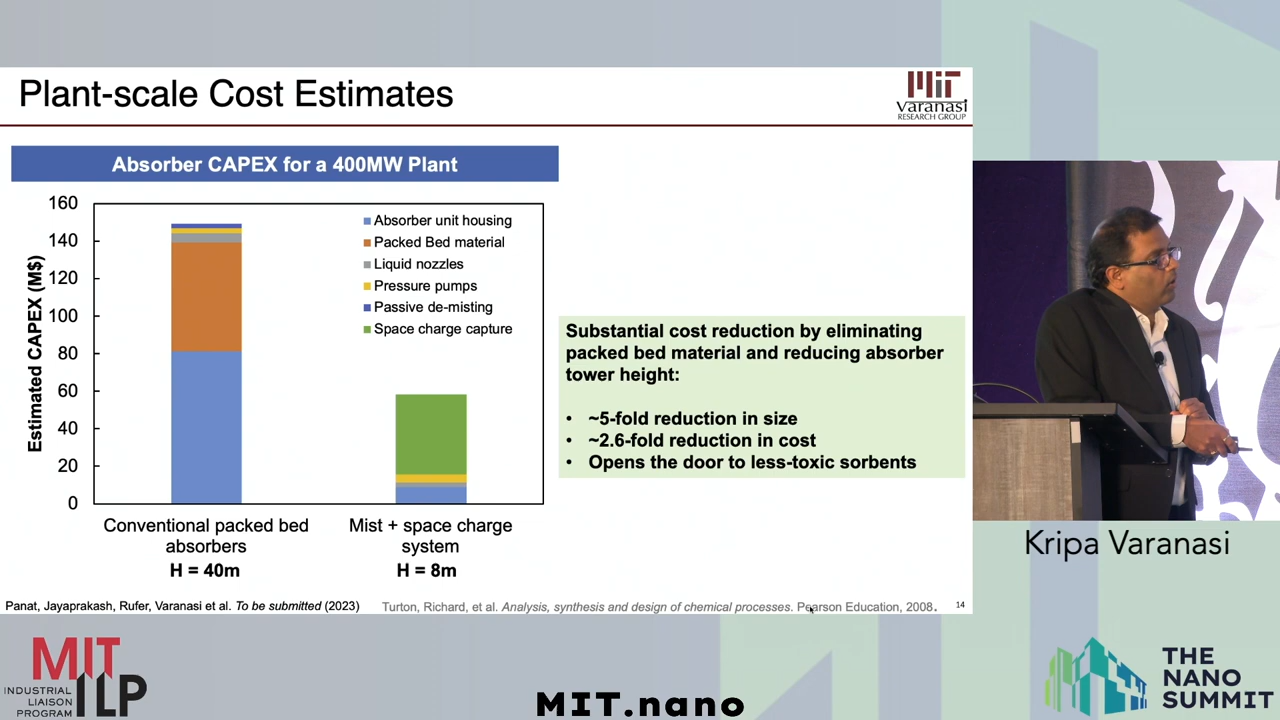 Plant-scale Cost Estimates
MIT
varanasi
RESEARCH GROUP
Absorber CAPEX for a 400MW Plant
Estimated CAPEX (M$)
160
140
120
100
80
60
40
20
0
Absorber unit housing
Packed Bed material
Liquid nozzles
Pressure pumps
Passive de-misting
Space charge capture
Conventional packed bed
absorbers
H = 40m
Mist + space charge
system
H = 8m
Substantial cost reduction by eliminating
packed bed material and reducing absorber
tower height:
• ~5-fold reduction in size
• ~2.6-fold reduction in cost
• Opens the door to less-toxic sorbents
Panat, Jayaprakash, Rufer, Varanasi et al. To be submitted (2023)
Turton, Richard, et al. Analysis, synthesis and design of chemical processes. Pearson Education, 2008.
14
Kripa Varanasi
MIT
ILP
INDUSTRIAL
LIAISON
PROGRAM
MIT.nano
THE
NANO
SUMMIT